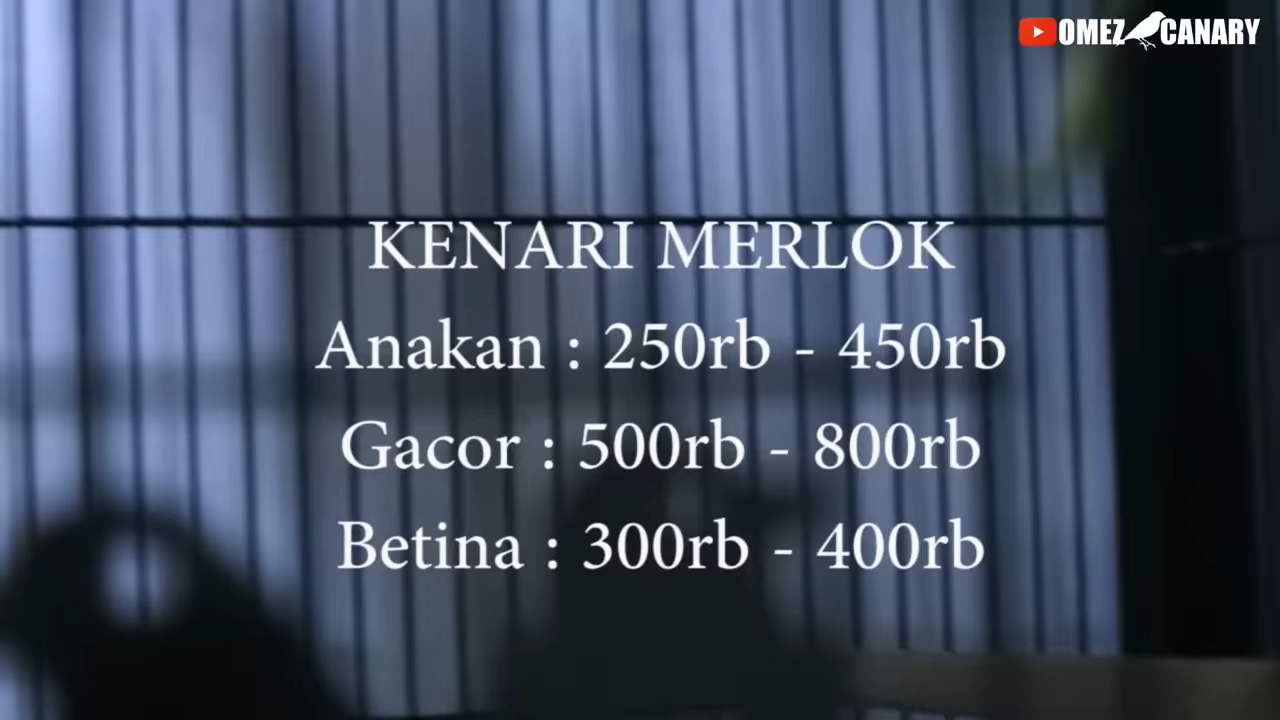 OMEZ CANARY
KENARI MERLOK
Anakan : 250rb - 450rb
Gacor : 500rb - 800rb
Betina : 300rb - 400rb